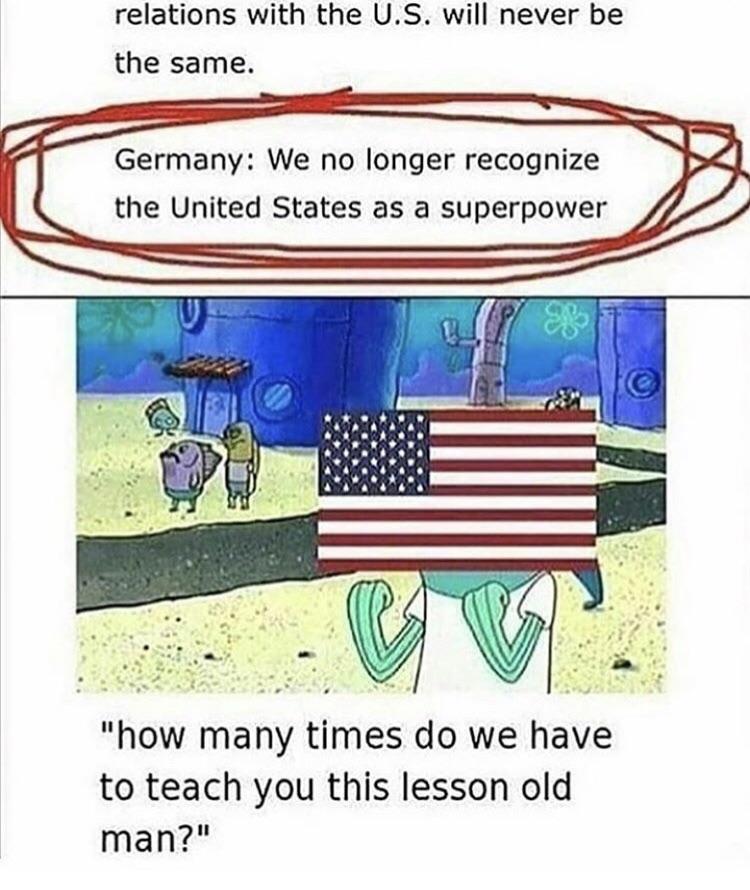 relations with the U.S. will never be
the same.
Germany: We no longer recognize
the United States as a superpower
"how many times do we have
to teach you this lesson old
man?"